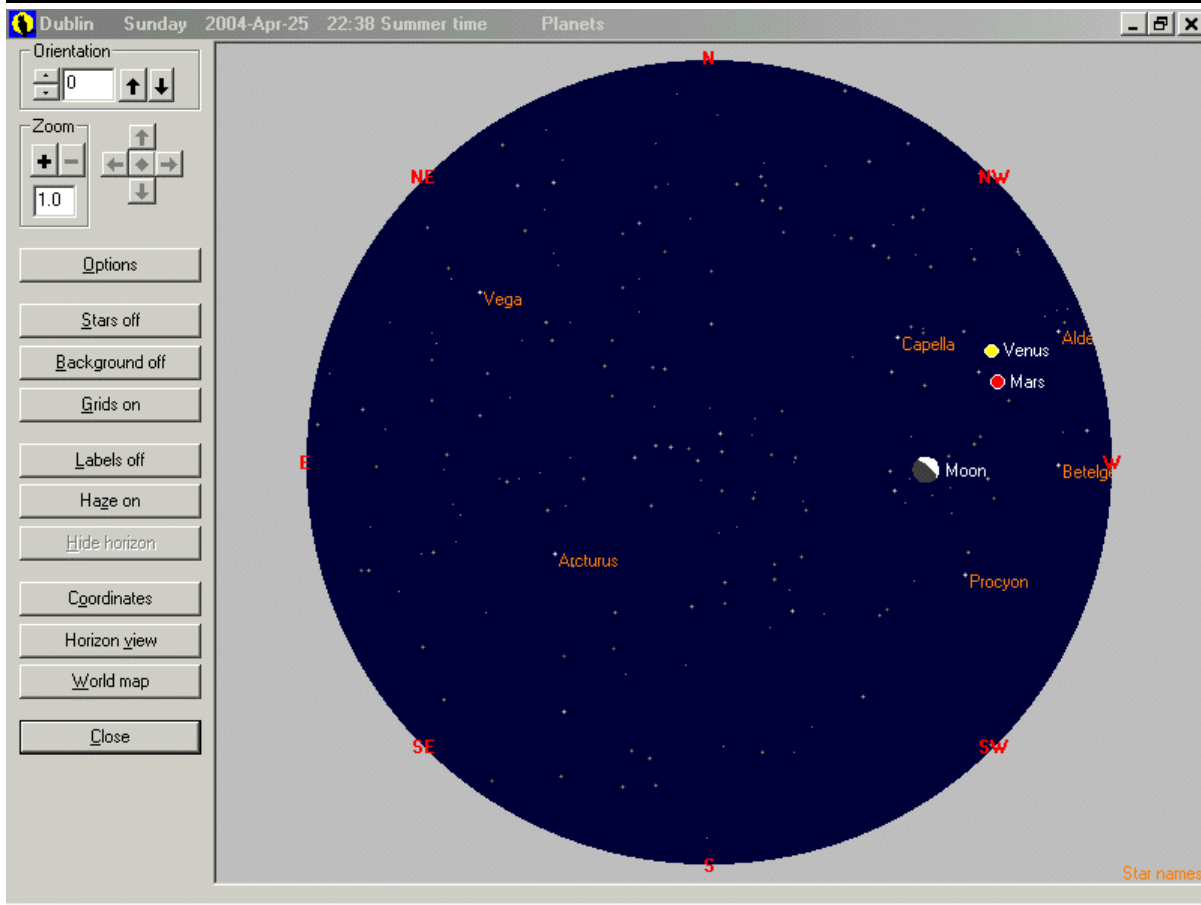 Dublin Sunday 2004-Apr-25 22:38 Summer time Planets
Orientation
0
Zoom
1.0
Options
Stars off
Background off
Grids on
Labels off
Haze on
Hide horizon
Coordinates
Horizon view
World map
Close
N
NE
NW
Vega
Capella
Alde
Venus
Mars
E
W
Moon
Betelge
Arcturus
Procyon
SE
SW
S
Star names